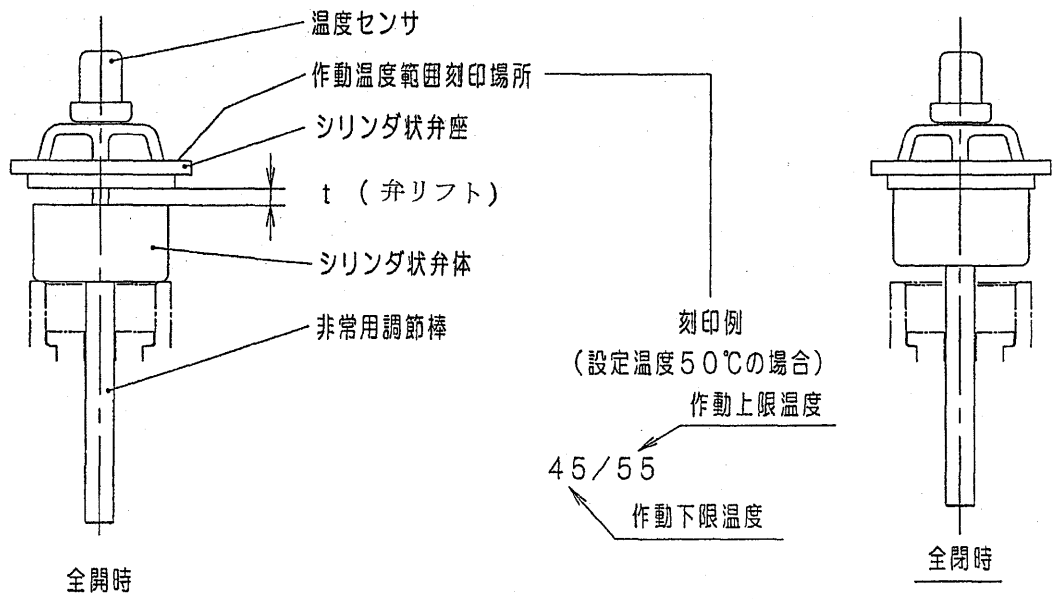 温度センサ
作動温度範囲刻印場所
シリンダ状弁座
t (弁リフト)
シリンダ状弁体
非常用調節棒
刻印例
(設定温度50℃の場合)
作動上限温度
45/55
作動下限温度
全開時
全閉時